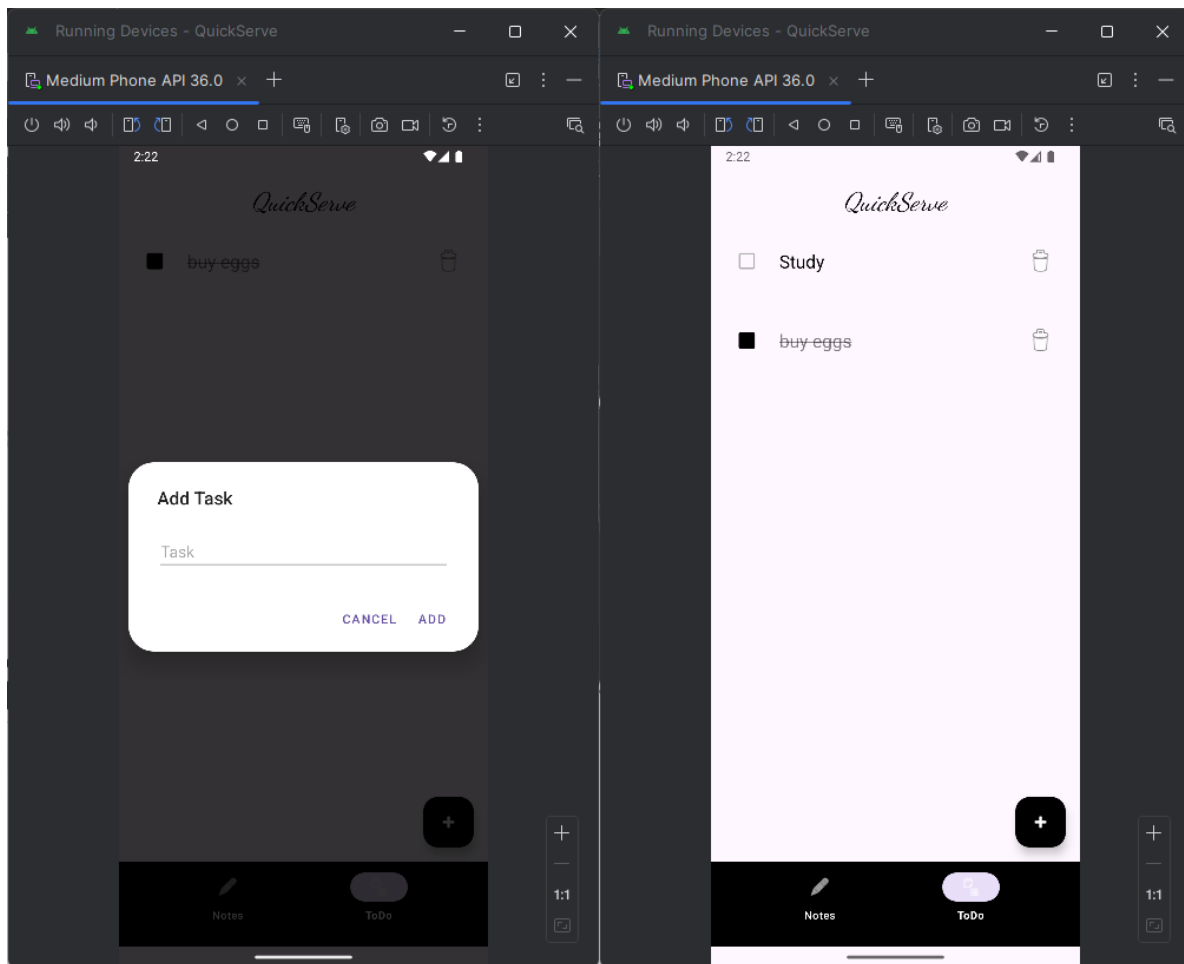 Running Devices - QuickServe
Medium Phone API 36.0
2:22
QuickServe
buy eggs
Add Task
Task
CANCEL ADD
Notes ToDo
1:1
Running Devices - QuickServe
Medium Phone API 36.0
2:22
QuickServe
Study
buy eggs
Notes ToDo
1:1